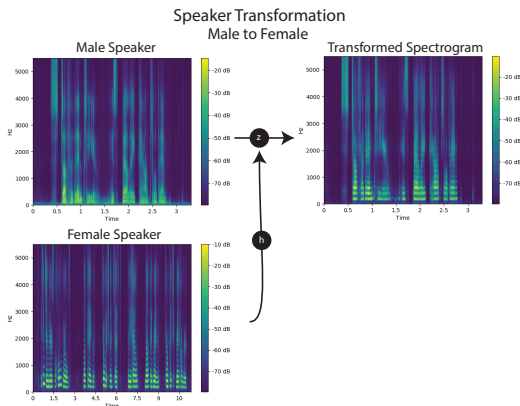 Speaker Transformation
Male to Female
Male Speaker
Hz
5000
4000
3000
2000
1000
0
0 0.5 1 1.5 2 2.5 3
Time
-20 dB
-30 dB
-40 dB
-50 dB
-60 dB
-70 dB
z
h
Transformed Spectrogram
Hz
5000
4000
3000
2000
1000
0
0 0.5 1 1.5 2 2.5 3
Time
-20 dB
-30 dB
-40 dB
-50 dB
-60 dB
-70 dB
Female Speaker
Hz
5000
4000
3000
2000
1000
0
0 1.5 3 4.5 6 7.5 9 10
Time
-10 dB
-20 dB
-30 dB
-40 dB
-50 dB
-60 dB
-70 dB